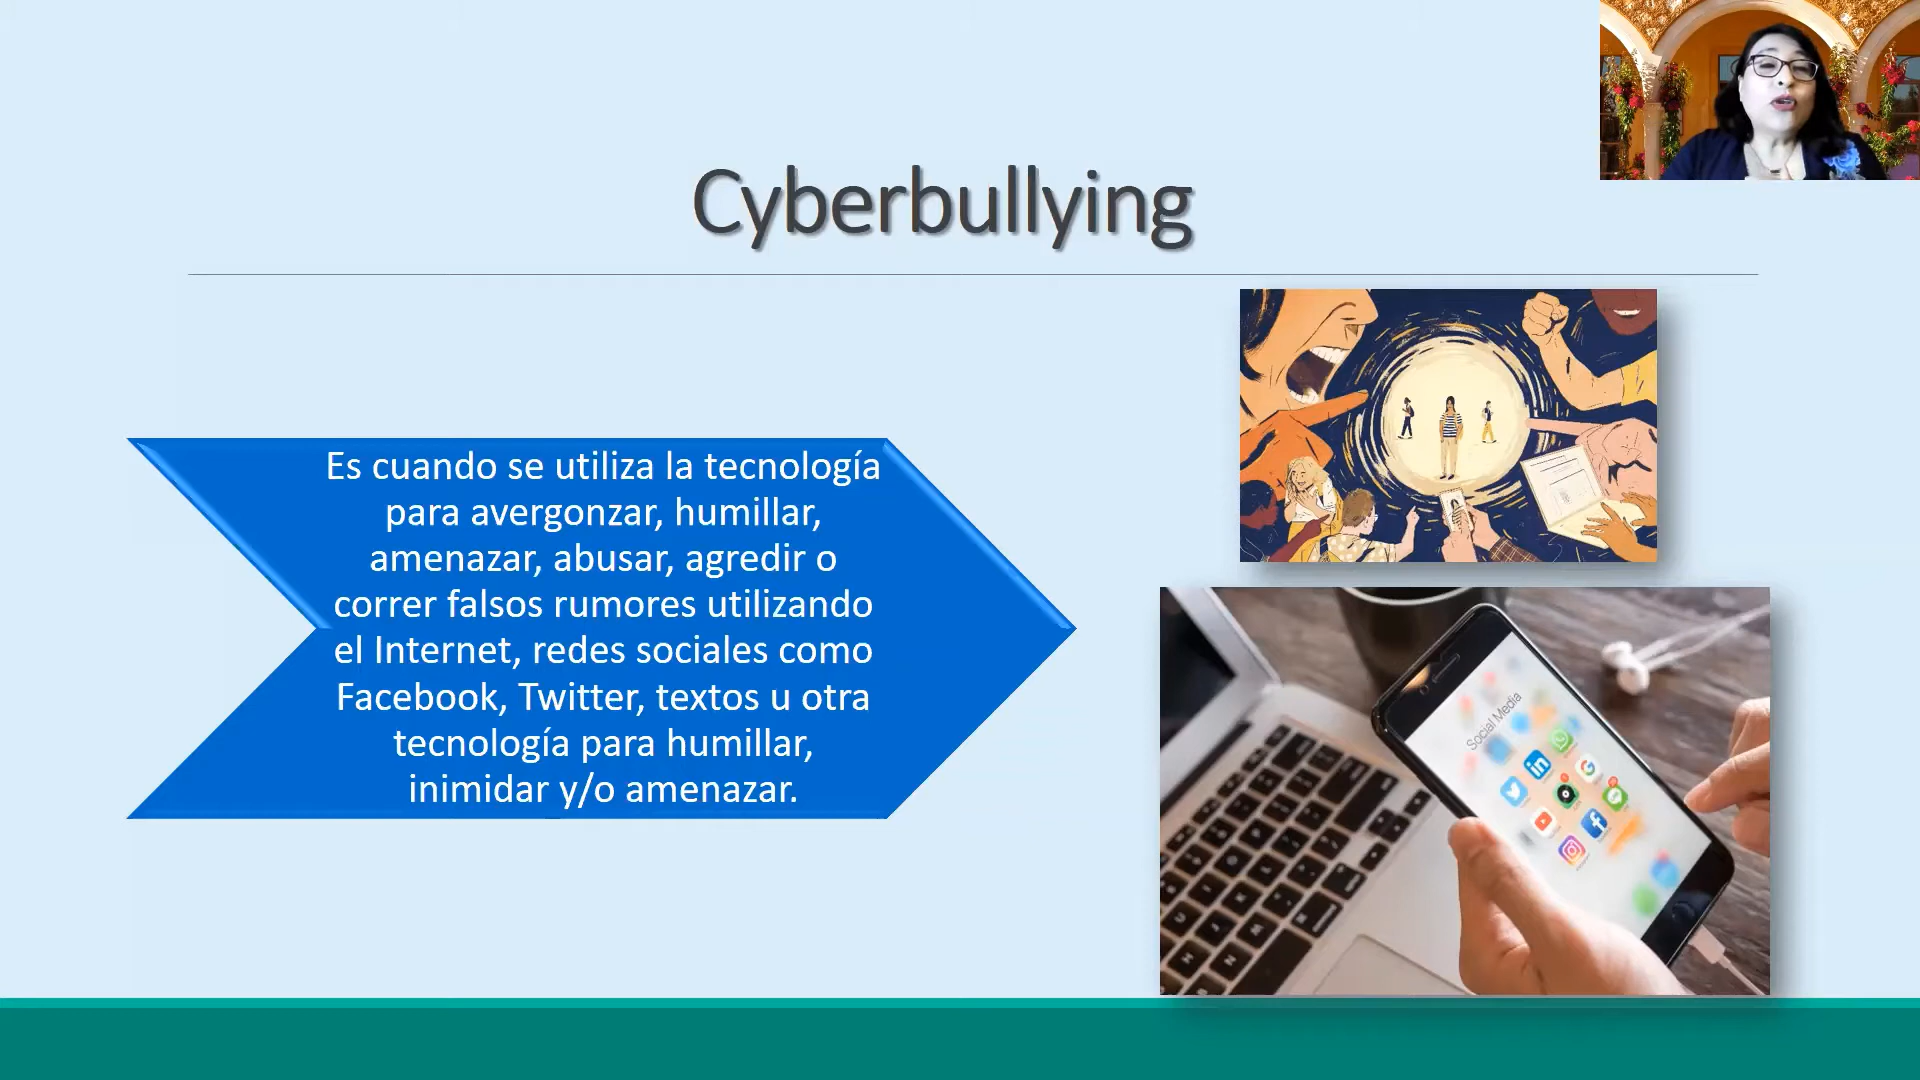 Cyberbullying
Es cuando se utiliza la tecnología
para avergonzar, humillar,
amenazar, abusar, agredir o
correr falsos rumores utilizando
el Internet, redes sociales como
Facebook, Twitter, textos u otra
tecnología para humillar,
inimidar y/o amenazar.
Social Media